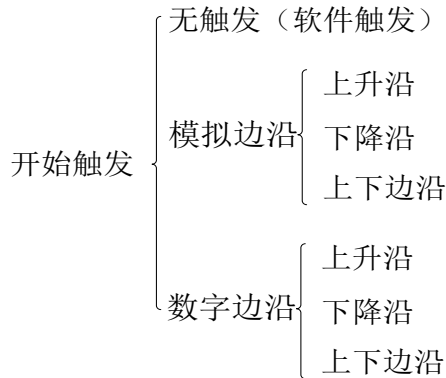 无触发（软件触发）
上升沿
模拟边沿
下降沿
上下边沿
开始触发
上升沿
数字边沿
下降沿
上下边沿